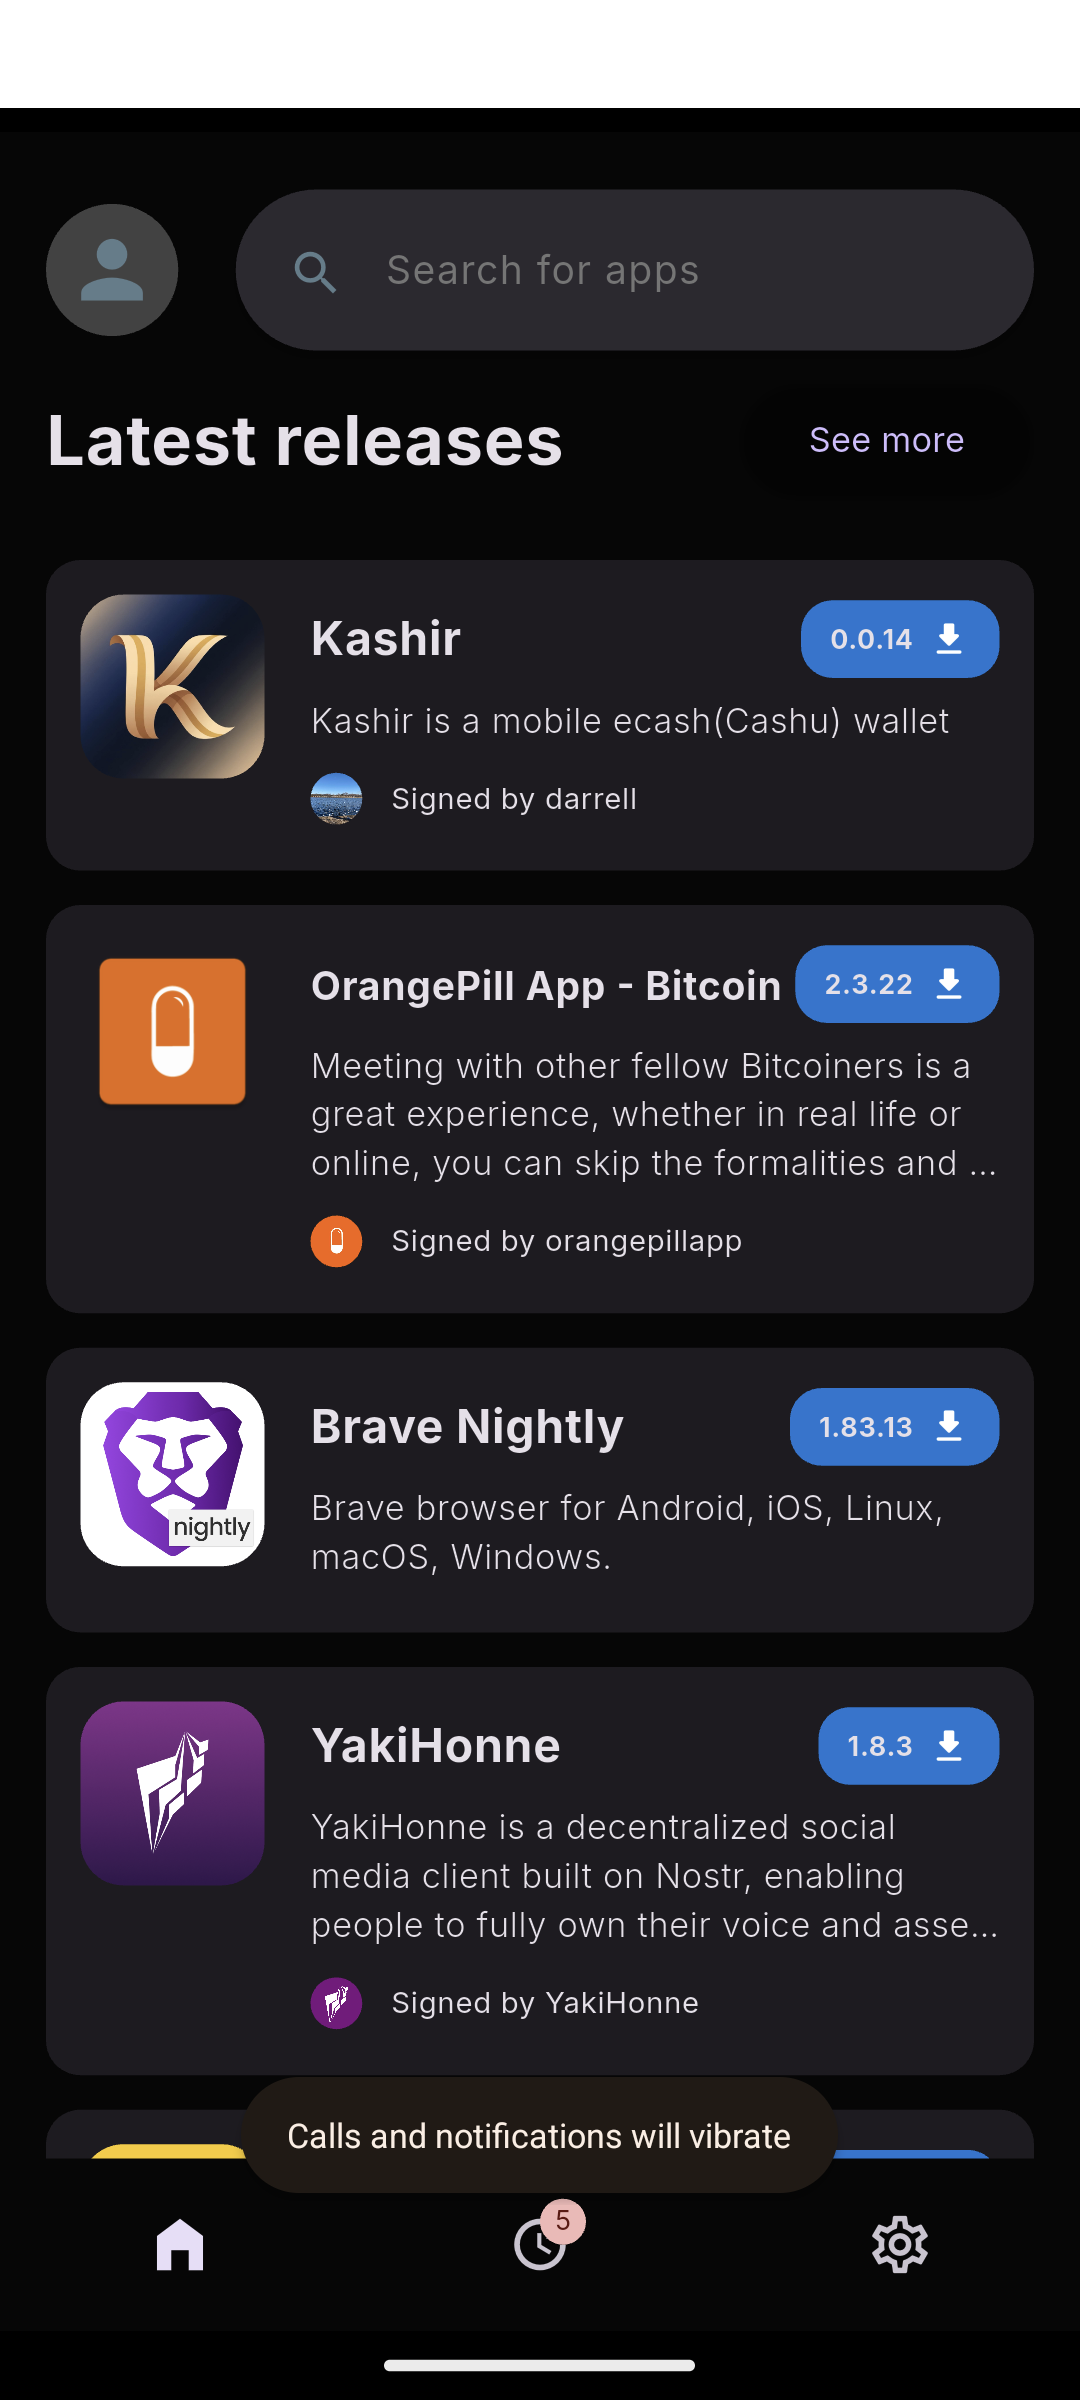 Search for apps
Latest releases
See more
Kashir
0.0.14
Kashir is a mobile ecash(Cashu) wallet
Signed by darrell
OrangePill App - Bitcoin
2.3.22
Meeting with other fellow Bitcoiners is a
great experience, whether in real life or
online, you can skip the formalities and ...
Signed by orangepillapp
Brave Nightly
1.83.13
nightly
Brave browser for Android, iOS, Linux,
macOS, Windows.
YakiHonne
1.8.3
YakiHonne is a decentralized social
media client built on Nostr, enabling
people to fully own their voice and asse...
Signed by YakiHonne
Calls and notifications will vibrate
5